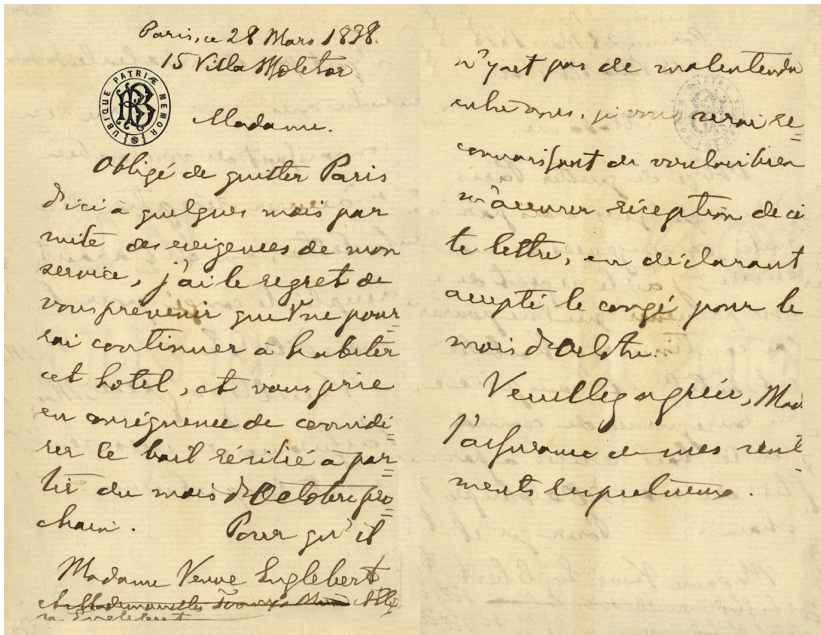 Paris, ce 28 Mars 1898.
15 Villa Molitor
UBIQUE PATRIÆ MEMOR
Madame.
Obligé de quitter Paris
d'ici à quelques mois par
suite des exigences de mon
service, j'ai le regret de
vous prévenir que je ne pour=
rai continuer à habiter
cet hotel, et vous prie
en conséquence de considé=
rer le bail résilié à par=
tir du mois d'Octobre pro=
chain. Pour qu'il
Madame Veuve Englebert
et Mademoiselles
Englebert
n'y ait pas de malentendu
entre nous, je vous serai re=
connaissant de vouloir bien
m'accuser réception de cet
te lettre, en déclarant
accepté le congé pour le
mois d'Octobre.
Veuillez agréer, Mad
l'assurance de mes senti
ments respectueux.